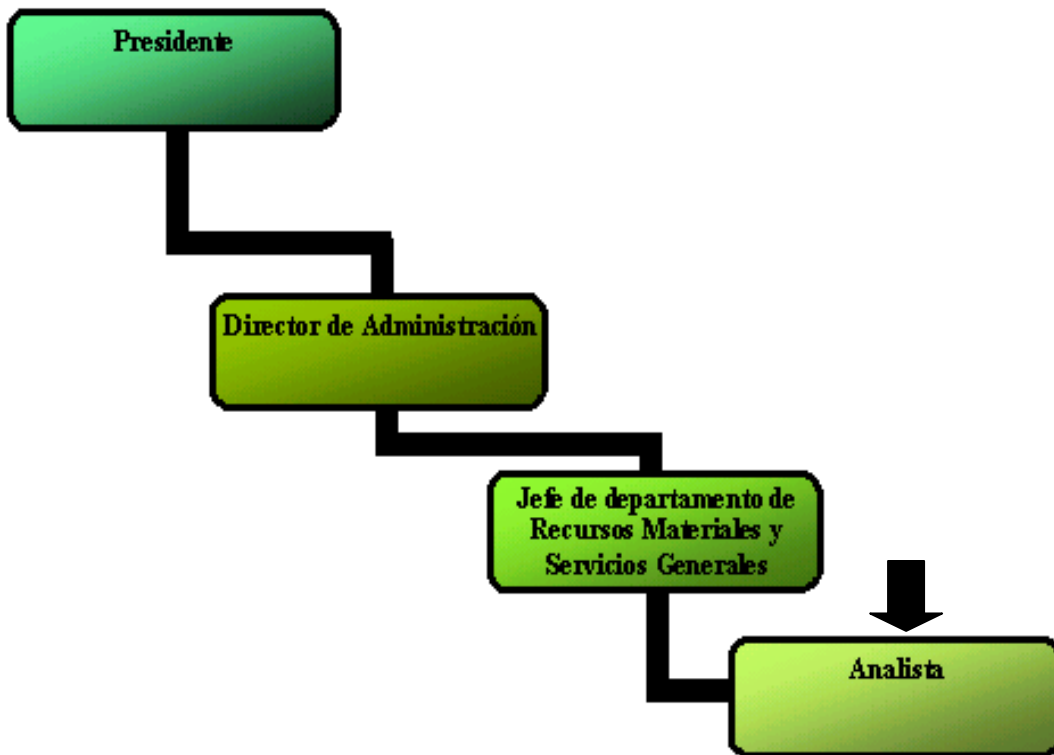 Presidente
Director de Administración
Jefe de departamento de
Recursos Materiales y
Servicios Generales
Analista